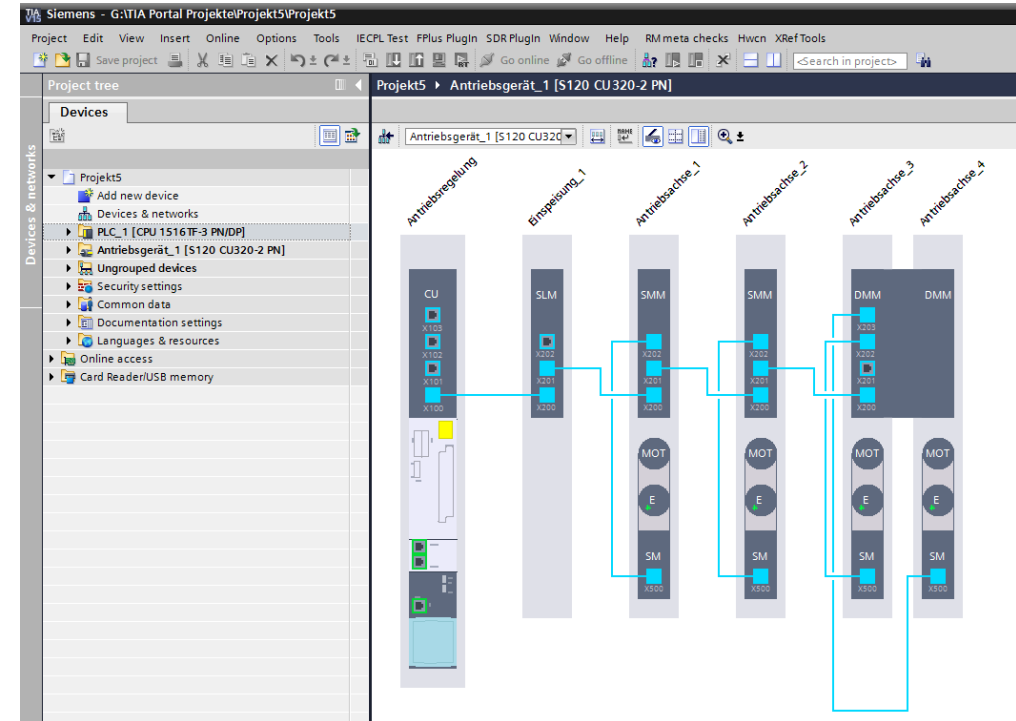 TIA V15 Siemens - G:\TIA Portal Projekte\Projekt5\Projekt5
Project Edit View Insert Online Options Tools IECPL Test FPlus PlugIn SDR PlugIn Window Help RM meta checks Hwcn XRef Tools
Save project Go online Go offline <Search in project>
Project tree
Projekt5 Antriebsgerät_1 [S120 CU320-2 PN]
Devices
Antriebsgerät_1 [S120 CU320
NAME
Devices & networks
Projekt5
Add new device
Devices & networks
PLC_1 [CPU 1516TF-3 PN/DP]
Antriebsgerät_1 [S120 CU320-2 PN]
Ungrouped devices
Security settings
Common data
Documentation settings
Languages & resources
Online access
Card Reader/USB memory
Antriebsregelung Einspeisung_1 Antriebsachse_1 Antriebsachse_2 Antriebsachse_3 Antriebsachse_4
CU SLM SMM SMM DMM DMM
X103 X203
X102 X202 X202 X202 X202
X101 X201 X201 X201 X201
X100 X200 X200 X200 X200
MOT MOT MOT MOT
E E E E
SM SM SM SM
X500 X500 X500 X500